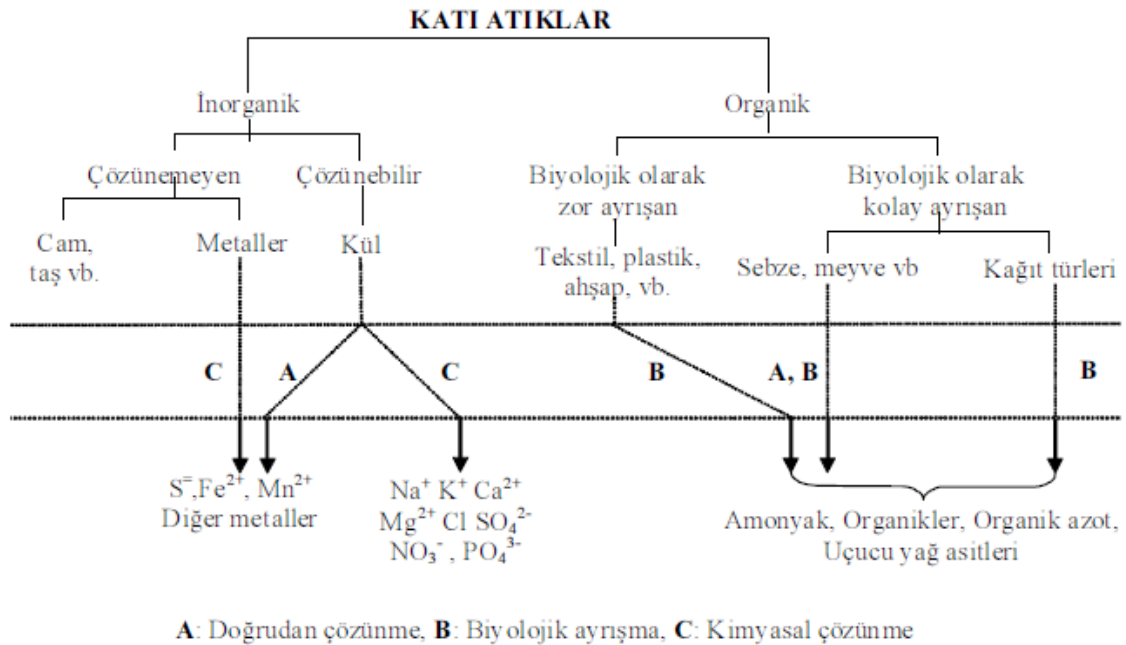 KATI ATIKLAR
İnorganik
Organik
Çözünemeyen
Çözünebilir
Biyolojik olarak
zor ayrışan
Biyolojik olarak
kolay ayrışan
Cam,
taş vb.
Metaller
Kül
Tekstil, plastik,
ahşap, vb.
Sebze, meyve vb
Kağıt türleri
C
A
C
B
A, B
B
S⁼,Fe²⁺, Mn²⁺
Diğer metaller
Na⁺ K⁺ Ca²⁺
Mg²⁺ Cl SO₄²⁻
NO₃⁻ , PO₄³⁻
Amonyak, Organikler, Organik azot,
Uçucu yağ asitleri
A: Doğrudan çözünme, B: Biyolojik ayrışma, C: Kimyasal çözünme